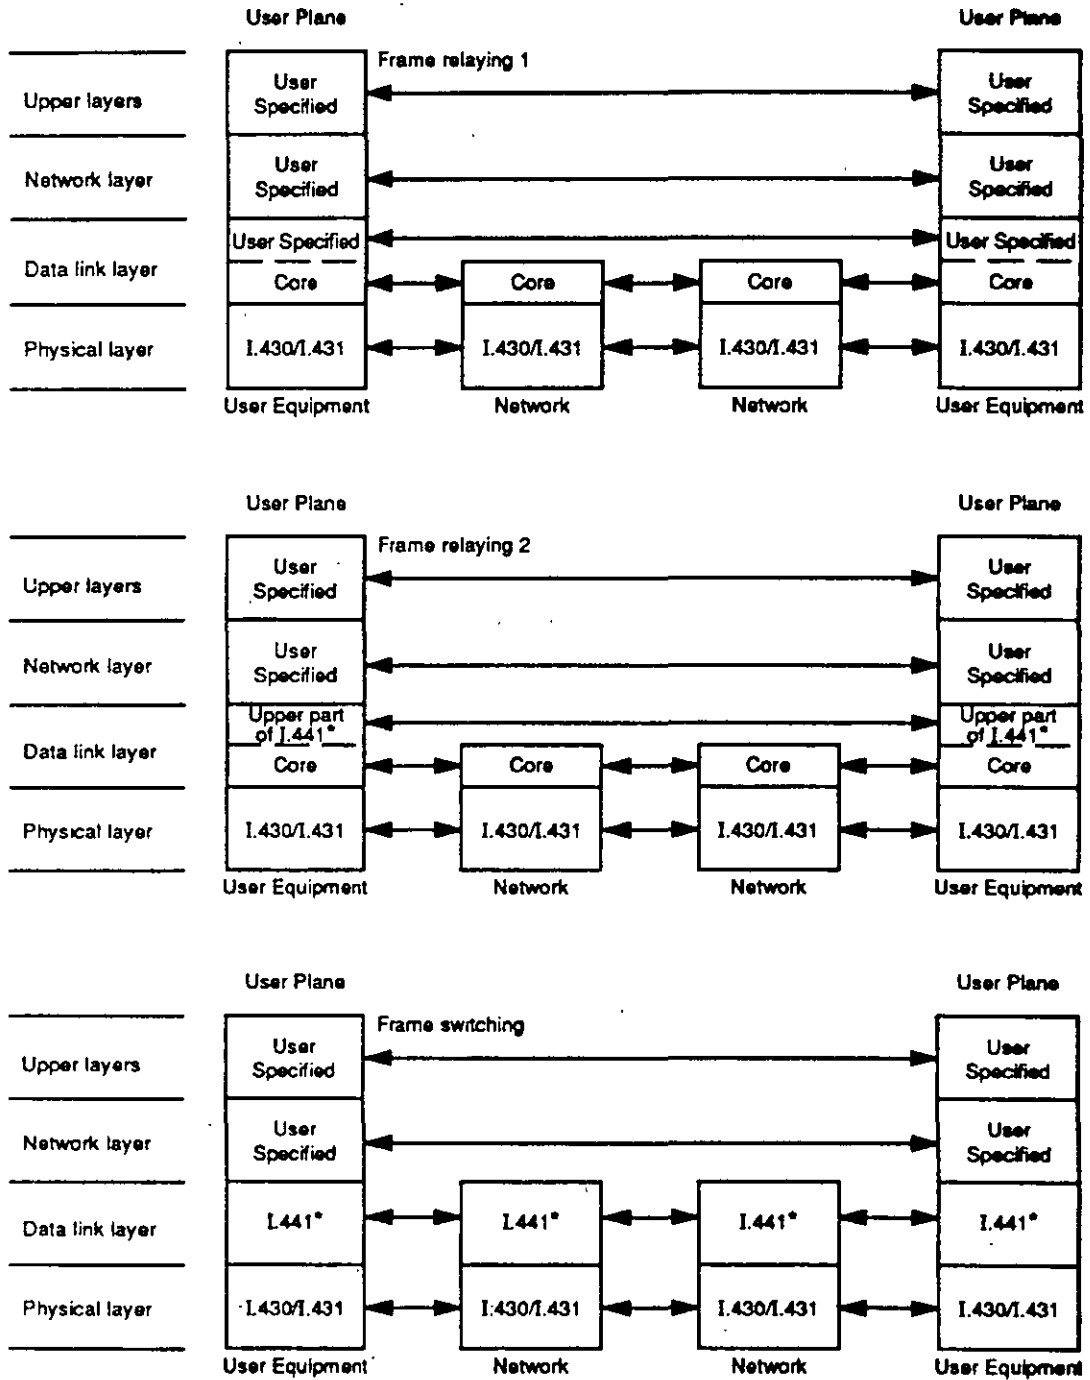 User Plane User Plane
Frame relaying 1
Upper layers User Specified User Specified
Network layer User Specified User Specified
Data link layer User Specified User Specified
Core Core Core Core
Physical layer I.430/I.431 I.430/I.431 I.430/I.431 I.430/I.431
User Equipment Network Network User Equipment
User Plane User Plane
Frame relaying 2
Upper layers User Specified User Specified
Network layer User Specified User Specified
Data link layer Upper part of I.441* Upper part of I.441*
Core Core Core Core
Physical layer I.430/I.431 I.430/I.431 I.430/I.431 I.430/I.431
User Equipment Network Network User Equipment
User Plane User Plane
Frame switching
Upper layers User Specified User Specified
Network layer User Specified User Specified
Data link layer I.441* I.441* I.441* I.441*
Physical layer I.430/I.431 I.430/I.431 I.430/I.431 I.430/I.431
User Equipment Network Network User Equipment